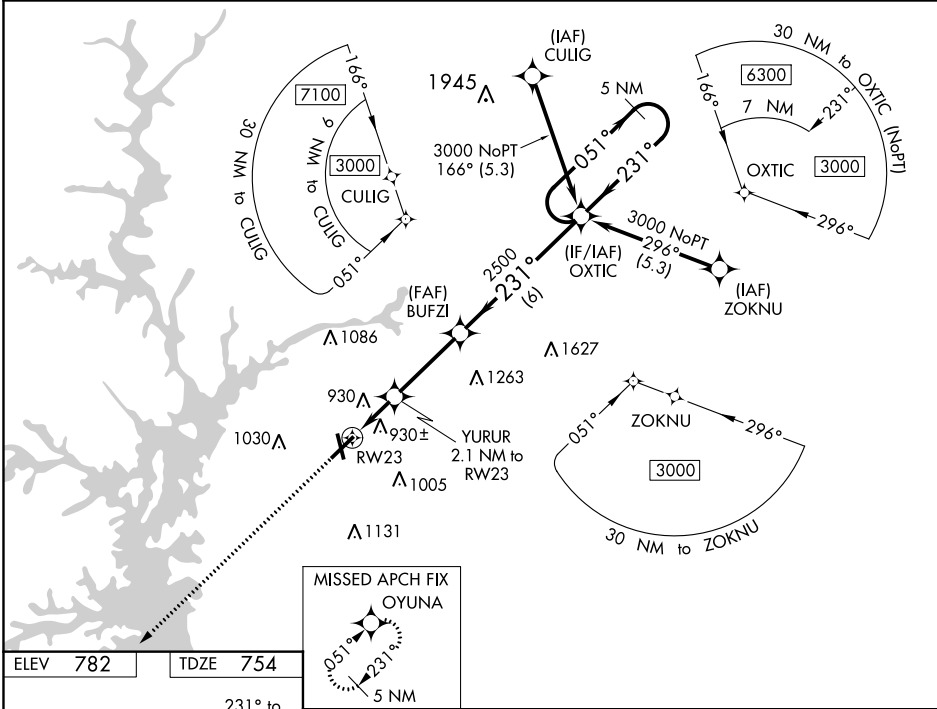 (IAF)
CULIG
1945
5 NM
3000 NoPT
166° (5.3)
051°
231°
(IF/IAF)
OXTIC
3000 NoPT
296°
(5.3)
(IAF)
ZOKNU
2500
231°
(6)
(FAF)
BUFZI
166°
7100
9 NM to CULIG
3000
CULIG
30 NM to CULIG
051°
30 NM to OXTIC (NoPT)
6300
166°
7 NM
231°
OXTIC
3000
296°
1086
1627
1263
930
930±
1030
RW23
YURUR
2.1 NM to
RW23
1005
1131
051°
ZOKNU
296°
3000
30 NM to ZOKNU
MISSED APCH FIX
OYUNA
051°
231°
5 NM
ELEV 782
TDZE 754
231° to